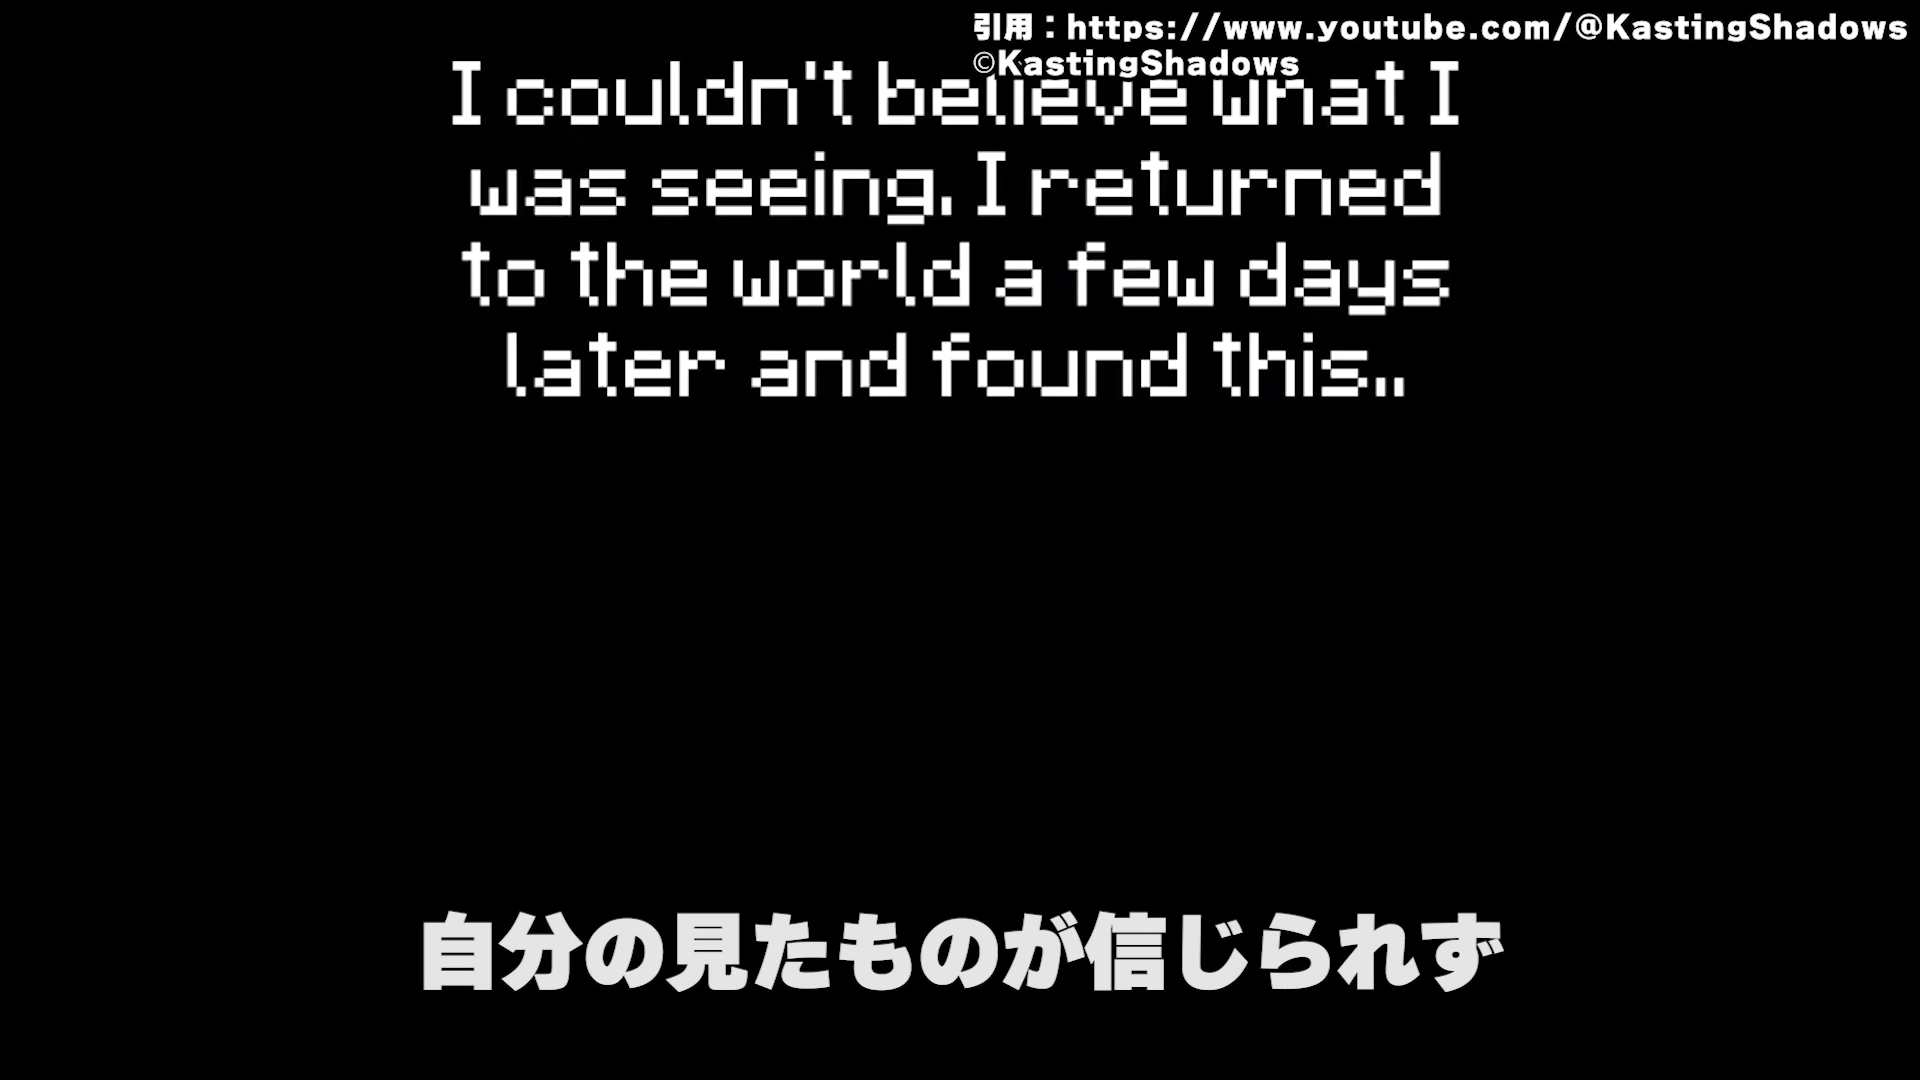 引用：https://www.youtube.com/@KastingShadows
©KastingShadows
I couldn't believe what I
was seeing. I returned
to the world a few days
later and found this..
自分の見たものが信じられず